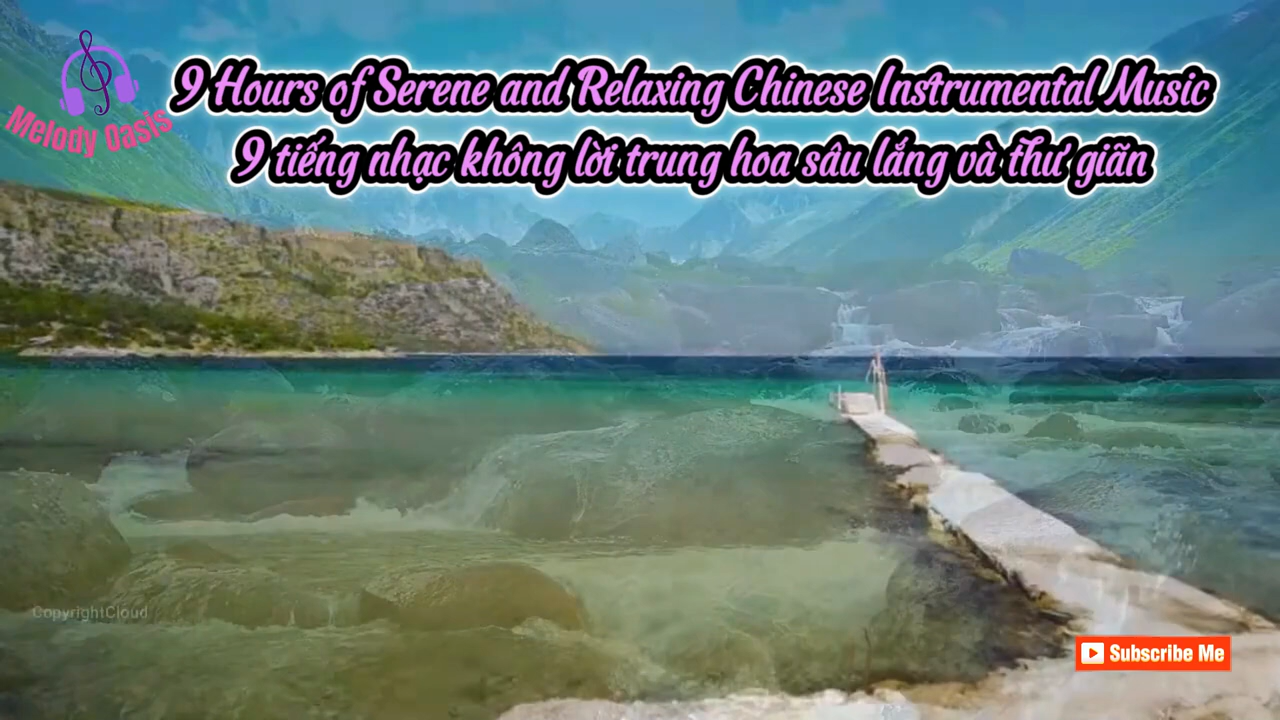 Melody Oasis
9 Hours of Serene and Relaxing Chinese Instrumental Music
9 tiếng nhạc không lời trung hoa sâu lắng và thư giãn
CopyrightCloud
Subscribe Me